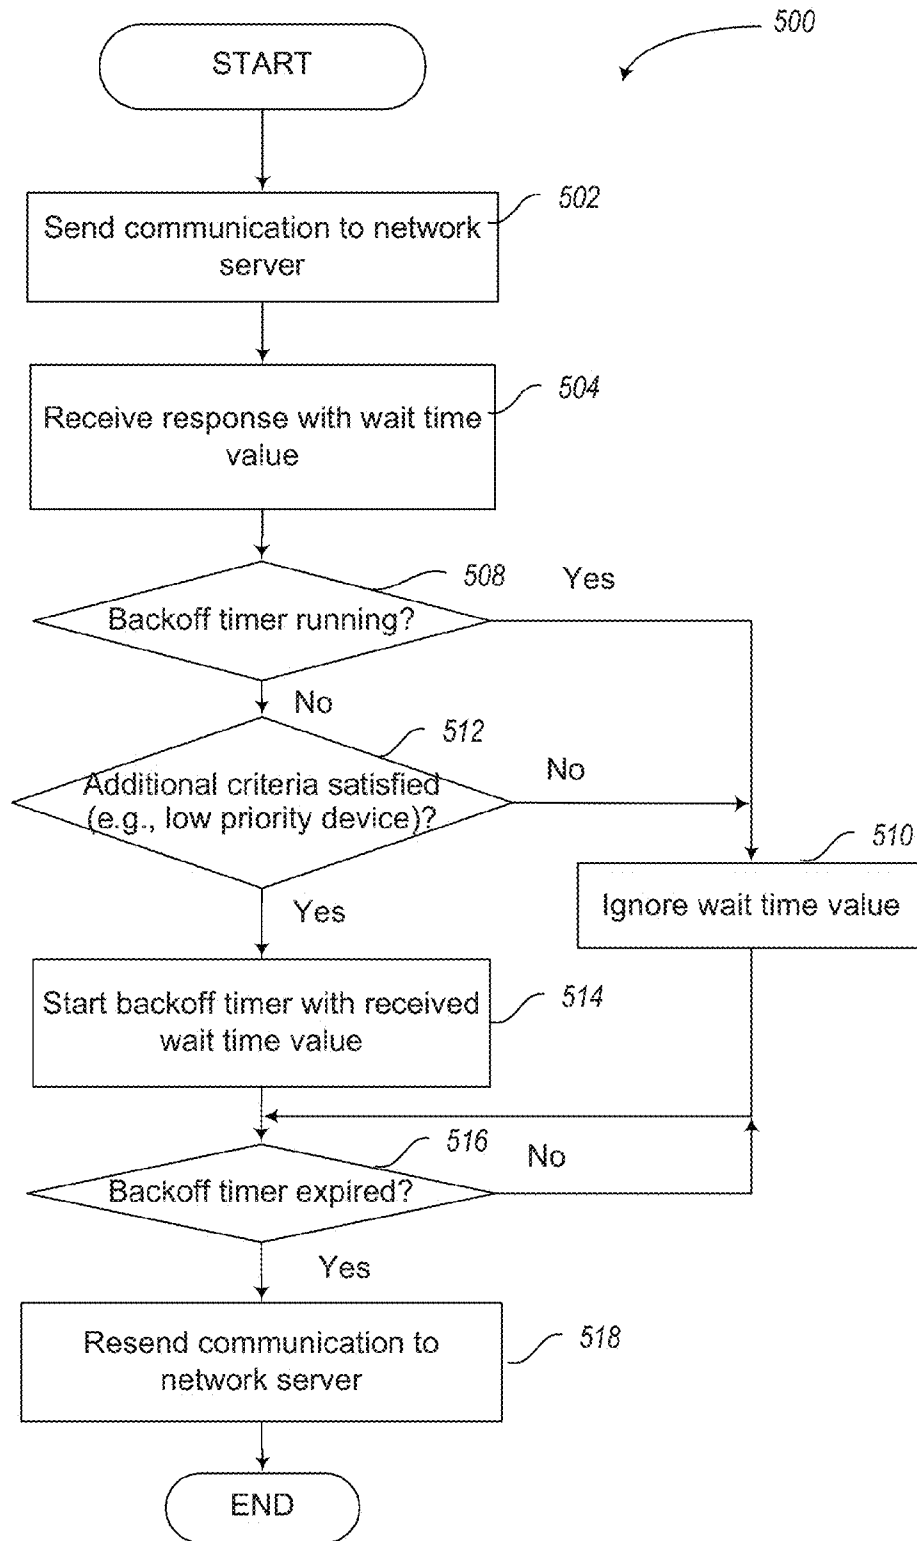 500
START
502
Send communication to network
server
504
Receive response with wait time
value
508
Yes
Backoff timer running?
No
512
Additional criteria satisfied
(e.g., low priority device)?
No
510
Ignore wait time value
Yes
Start backoff timer with received
wait time value
514
516
No
Backoff timer expired?
Yes
Resend communication to
network server
518
END